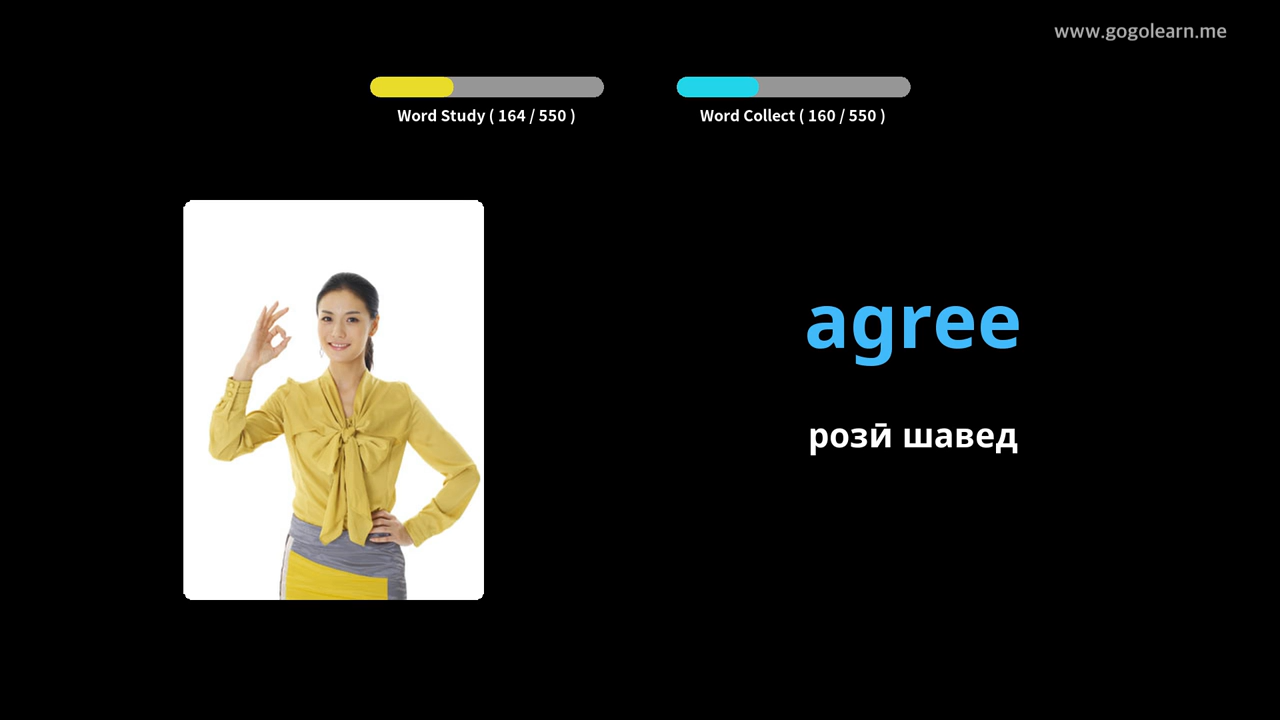 www.gogolearn.me
Word Study ( 164 / 550 )
Word Collect ( 160 / 550 )
agree
розӣ шавед